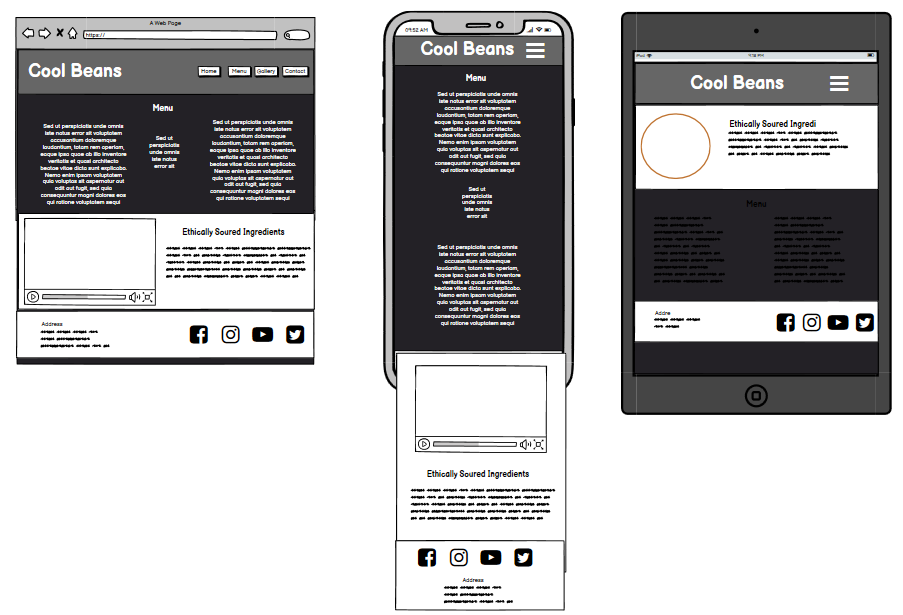 A Web Page
https://
Cool Beans
Home Menu Gallery Contact
Menu
Sed ut perspiciatis unde omnis
iste natus error sit voluptatem
accusantium doloremque
laudantium, totam rem aperiam,
eaque ipsa quae ab illo inventore
veritatis et quasi architecto
beatae vitae dicta sunt explicabo.
Nemo enim ipsam voluptatem
quia voluptas sit aspernatur aut
odit aut fugit, sed quia
consequuntur magni dolores eos
qui ratione voluptatem sequi
Sed ut
perspiciatis
unde omnis
iste natus
error sit
Sed ut perspiciatis unde omnis
iste natus error sit voluptatem
accusantium doloremque
laudantium, totam rem aperiam,
eaque ipsa quae ab illo inventore
veritatis et quasi architecto
beatae vitae dicta sunt explicabo.
Nemo enim ipsam voluptatem
quia voluptas sit aspernatur aut
odit aut fugit, sed quia
consequuntur magni dolores eos
qui ratione voluptatem sequi
Ethically Soured Ingredients
Address
09:52 AM
Cool Beans
Menu
Sed ut perspiciatis unde omnis
iste natus error sit voluptatem
accusantium doloremque
laudantium, totam rem aperiam,
eaque ipsa quae ab illo inventore
veritatis et quasi architecto
beatae vitae dicta sunt explicabo.
Nemo enim ipsam voluptatem
quia voluptas sit aspernatur aut
odit aut fugit, sed quia
consequuntur magni dolores eos
qui ratione voluptatem sequi
Sed ut
perspiciatis
unde omnis
iste natus
error sit
Sed ut perspiciatis unde omnis
iste natus error sit voluptatem
accusantium doloremque
laudantium, totam rem aperiam,
eaque ipsa quae ab illo inventore
veritatis et quasi architecto
beatae vitae dicta sunt explicabo.
Nemo enim ipsam voluptatem
quia voluptas sit aspernatur aut
odit aut fugit, sed quia
consequuntur magni dolores eos
qui ratione voluptatem sequi
Ethically Soured Ingredients
Address
iPad
Cool Beans
Ethically Soured Ingredi
Menu
Addre